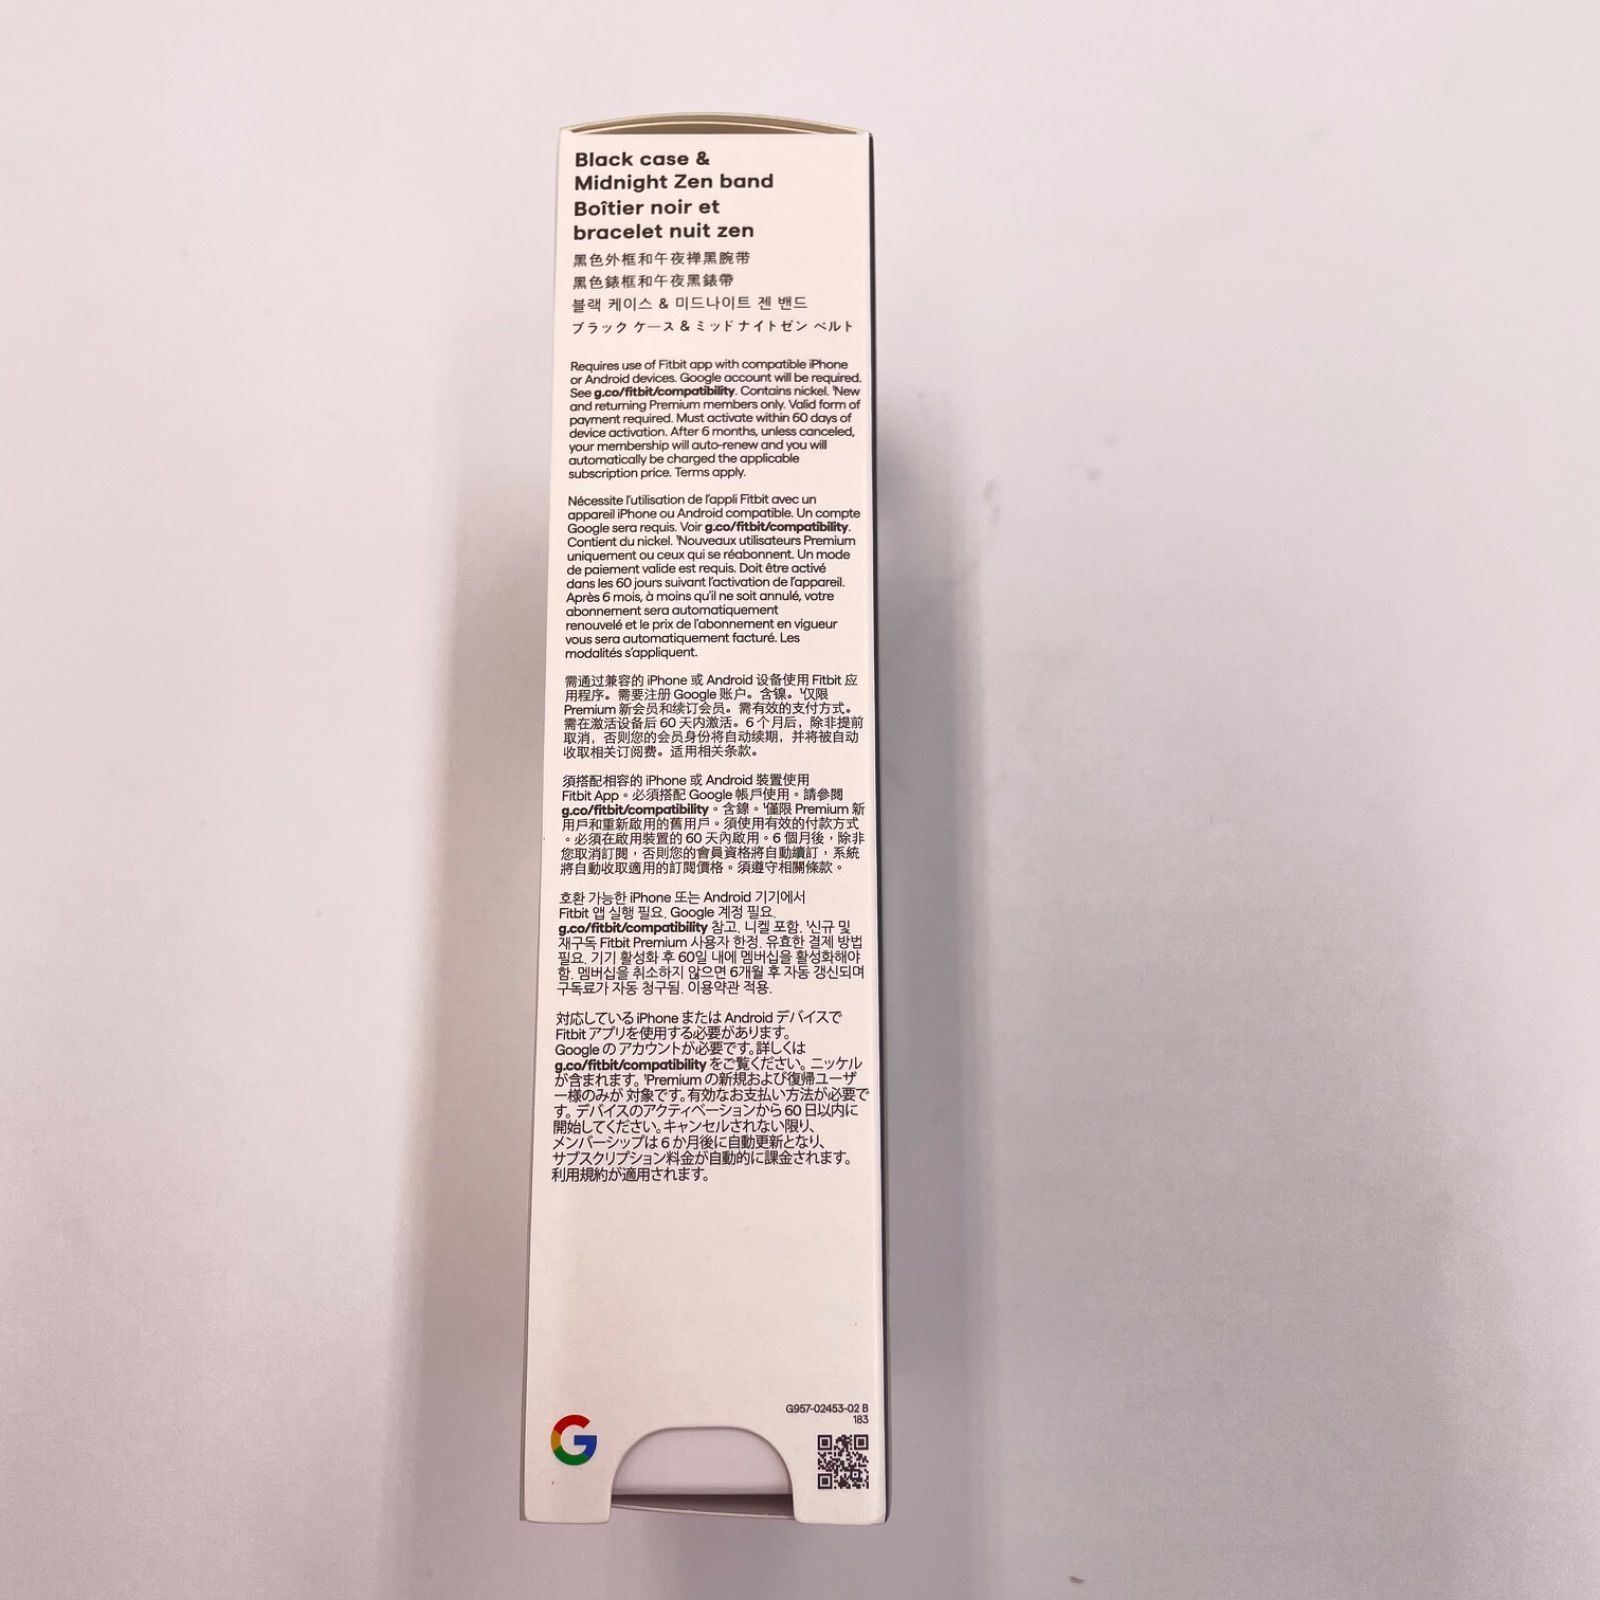 Black case &
Midnight Zen band
Boîtier noir et
bracelet nuit zen
黑色外框和午夜禅黑腕带
黑色錶框和午夜黑錶帶
블랙 케이스 & 미드나이트 젠 밴드
ブラック ケース & ミッドナイトゼン ベルト
Requires use of Fitbit app with compatible iPhone
or Android devices. Google account will be required.
See g.co/fitbit/compatibility. Contains nickel. ¹New
and returning Premium members only. Valid form of
payment required. Must activate within 60 days of
device activation. After 6 months, unless canceled,
your membership will auto-renew and you will
automatically be charged the applicable
subscription price. Terms apply.
Nécessite l'utilisation de l'appli Fitbit avec un
appareil iPhone ou Android compatible. Un compte
Google sera requis. Voir g.co/fitbit/compatibility.
Contient du nickel. ¹Nouveaux utilisateurs Premium
uniquement ou ceux qui se réabonnent. Un mode
de paiement valide est requis. Doit être activé
dans les 60 jours suivant l'activation de l'appareil.
Après 6 mois, à moins qu'il ne soit annulé, votre
abonnement sera automatiquement
renouvelé et le prix de l'abonnement en vigueur
vous sera automatiquement facturé. Les
modalités s'appliquent.
需通过兼容的 iPhone 或 Android 设备使用 Fitbit 应
用程序。需要注册 Google 账户。含镍。¹仅限
Premium 新会员和续订会员。需有效的支付方式。
需在激活设备后 60 天内激活。6 个月后，除非提前
取消，否则您的会员身份将自动续期，并将被自动
收取相关订阅费。适用相关条款。
須搭配相容的 iPhone 或 Android 裝置使用
Fitbit App。必須搭配 Google 帳戶使用。請參閱
g.co/fitbit/compatibility。含鎳。¹僅限 Premium 新
用戶和重新啟用的舊用戶。須使用有效的付款方式
。必須在啟用裝置的 60 天內啟用。6 個月後，除非
您取消訂閱，否則您的會員資格將自動續訂，系統
將自動收取適用的訂閱價格。須遵守相關條款。
호환 가능한 iPhone 또는 Android 기기에서
Fitbit 앱 실행 필요. Google 계정 필요.
g.co/fitbit/compatibility 참고. 니켈 포함. ¹신규 및
재구독 Fitbit Premium 사용자 한정. 유효한 결제 방법
필요. 기기 활성화 후 60일 내에 멤버십을 활성화해야
함. 멤버십을 취소하지 않으면 6개월 후 자동 갱신되며
구독료가 자동 청구됨. 이용약관 적용.
対応している iPhone または Android デバイスで
Fitbit アプリを使用する必要があります。
Google の アカウントが必要です。詳しくは
g.co/fitbit/compatibility をご覧ください。ニッケル
が含まれます。¹Premium の新規および復帰ユーザ
ー様のみが 対象です。有効なお支払い方法が必要で
す。デバイスのアクティベーションから 60 日以内に
開始してください。キャンセルされない限り、
メンバーシップは 6 か月後に自動更新となり、
サブスクリプション料金が自動的に課金されます。
利用規約が適用されます。
G957-02453-02 B
183
G